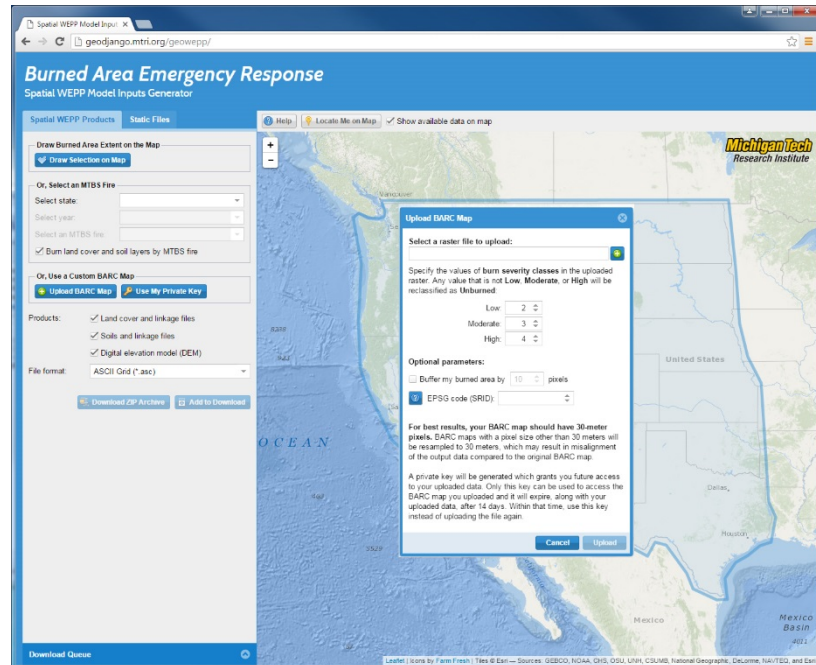 Spatial WEPP Model Input
geodjango.mtri.org/geowepp/
Burned Area Emergency Response
Spatial WEPP Model Inputs Generator
Spatial WEPP Products
Static Files
Help
Locate Me on Map
Show available data on map
Draw Burned Area Extent on the Map
Draw Selection on Map
Or, Select an MTBS Fire
Select state:
Select year:
Select an MTBS fire:
Burn land cover and soil layers by MTBS fire
Or, Use a Custom BARC Map
Upload BARC Map
Use My Private Key
Products:
Land cover and linkage files
Soils and linkage files
Digital elevation model (DEM)
File format:
ASCII Grid (*.asc)
Download ZIP Archive
Add to Download
Download Queue
+
-
MichiganTech
Research Institute
Vancouver
Upload BARC Map
Select a raster file to upload:
Specify the values of burn severity classes in the uploaded
raster. Any value that is not Low, Moderate, or High will be
reclassified as Unburned:
Low: 2
Moderate: 3
High: 4
Optional parameters:
Buffer my burned area by 10 pixels
EPSG code (SRID):
For best results, your BARC map should have 30-meter
pixels. BARC maps with a pixel size other than 30 meters will
be resampled to 30 meters, which may result in misalignment
of the output data compared to the original BARC map.
A private key will be generated which grants you future access
to your uploaded data. Only this key can be used to access the
BARC map you uploaded and it will expire, along with your
uploaded data, after 14 days. Within that time, use this key
instead of uploading the file again.
Cancel
Upload
United States
OCEAN
Dallas
Houston
Mexico
Mexico
Basin
Leaflet | Icons by Farm Fresh | Tiles © Esri — Sources: GEBCO, NOAA, CHS, OSU, UNH, CSUMB, National Geographic, DeLorme, NAVTEQ, and Esri